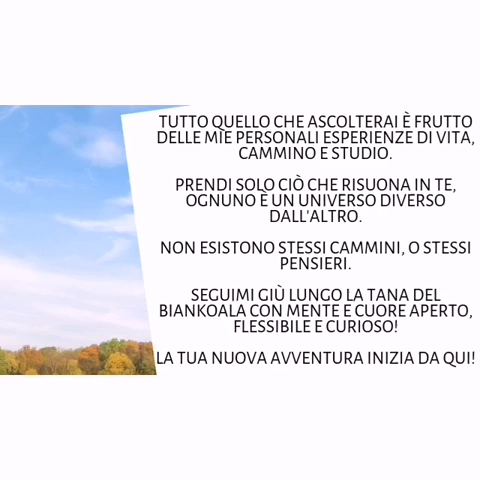 TUTTO QUELLO CHE ASCOLTERAI È FRUTTO
DELLE MIE PERSONALI ESPERIENZE DI VITA,
CAMMINO E STUDIO.
PRENDI SOLO CIÒ CHE RISUONA IN TE,
OGNUNO È UN UNIVERSO DIVERSO
DALL'ALTRO.
NON ESISTONO STESSI CAMMINI, O STESSI
PENSIERI.
SEGUIMI GIÙ LUNGO LA TANA DEL
BIANKOALA CON MENTE E CUORE APERTO,
FLESSIBILE E CURIOSO!
LA TUA NUOVA AVVENTURA INIZIA DA QUI!